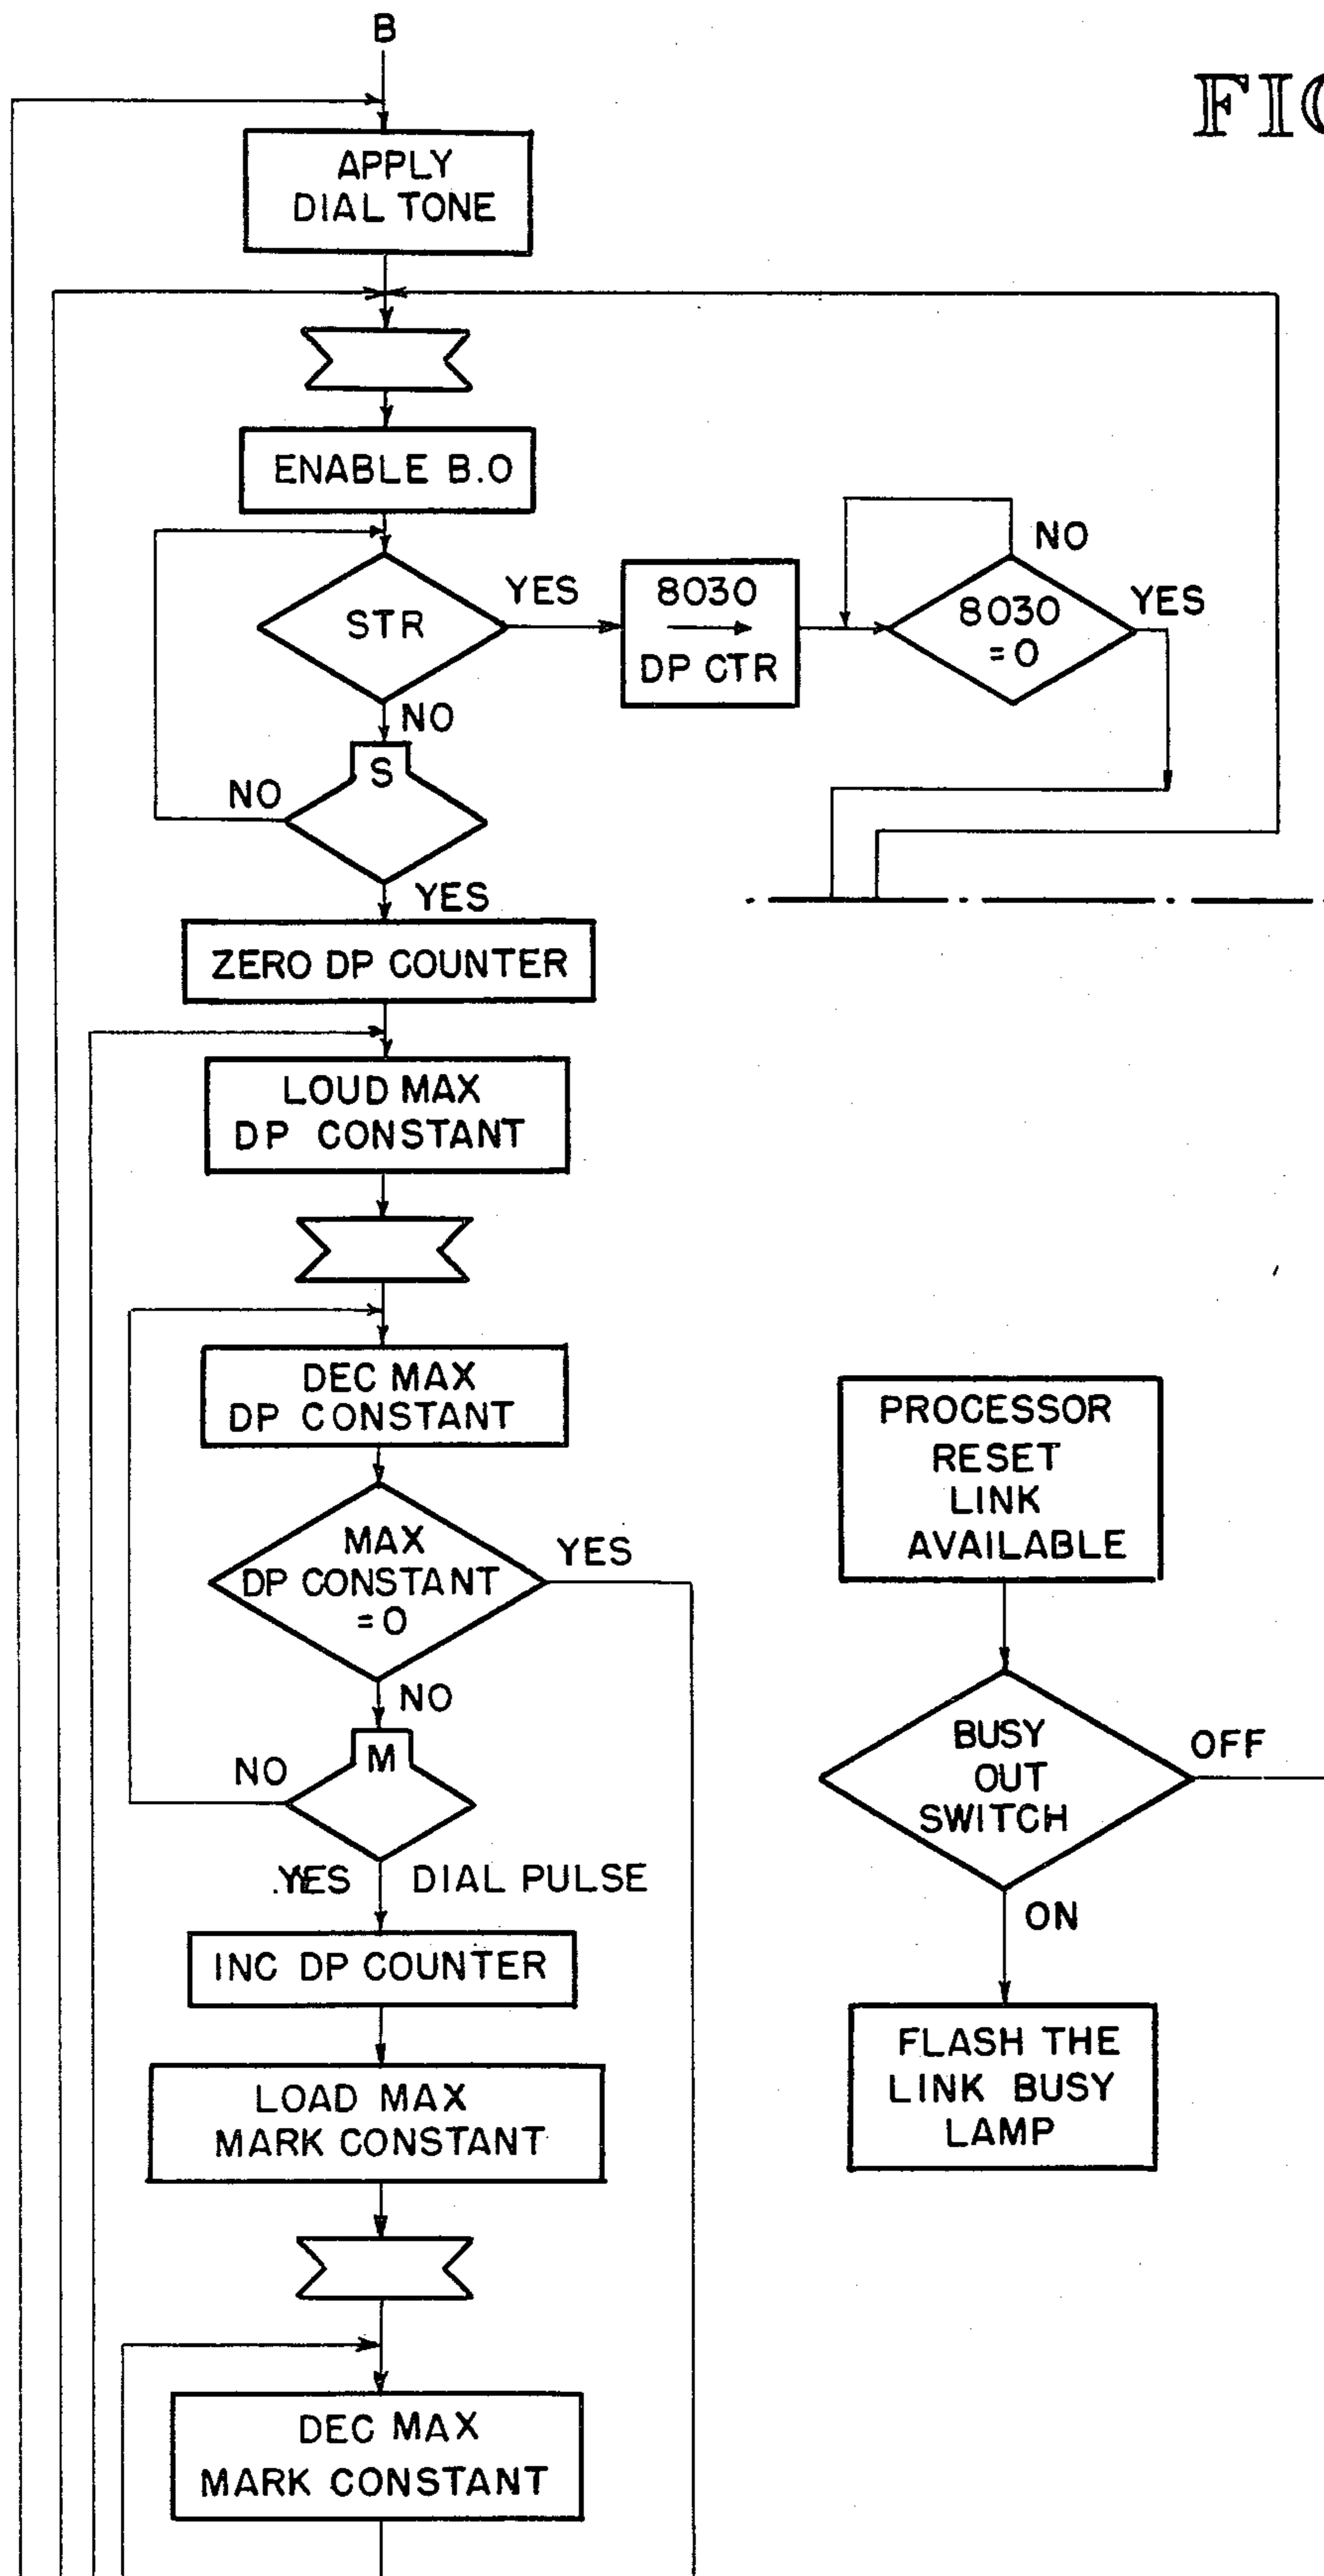 B
FIG
APPLY
DIAL TONE
ENABLE B.O
STR
YES
8030
DP CTR
NO
8030
=0
YES
NO
S
NO
YES
ZERO DP COUNTER
LOUD MAX
DP CONSTANT
DEC MAX
DP CONSTANT
MAX
DP CONSTANT
=0
YES
NO
M
NO
YES DIAL PULSE
INC DP COUNTER
LOAD MAX
MARK CONSTANT
DEC MAX
MARK CONSTANT
PROCESSOR
RESET
LINK
AVAILABLE
BUSY
OUT
SWITCH
OFF
ON
FLASH THE
LINK BUSY
LAMP